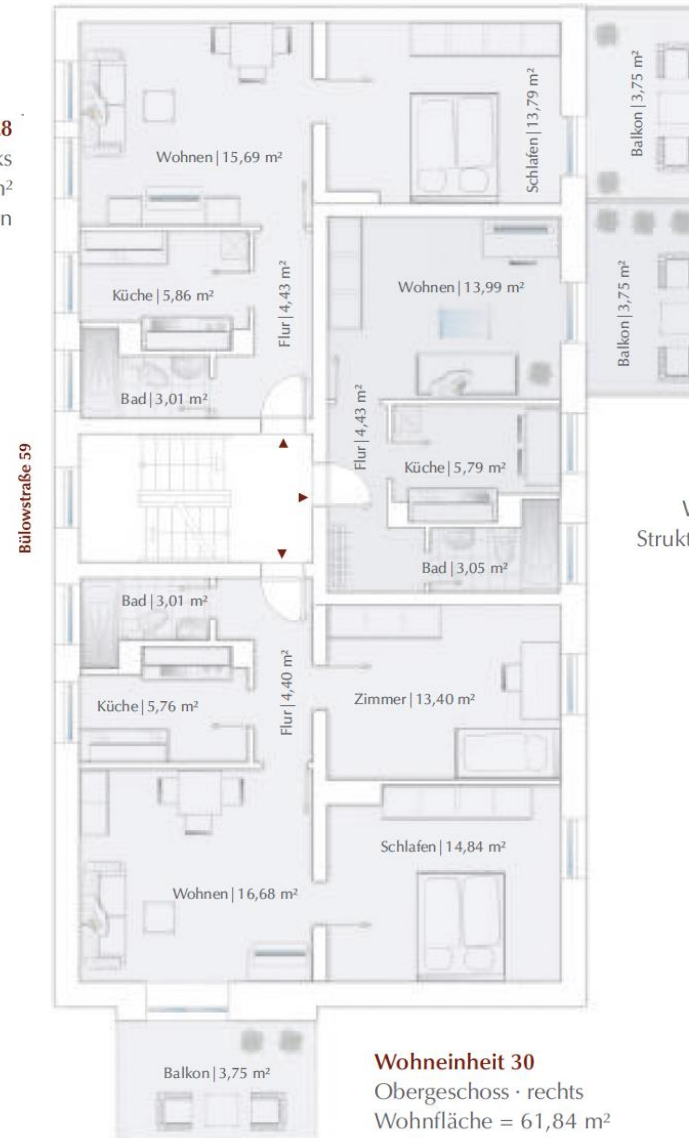 8
ks
m²
n
Wohnen | 15,69 m²
Schlafen | 13,79 m²
Balkon | 3,75 m²
Küche | 5,86 m²
Flur | 4,43 m²
Wohnen | 13,99 m²
Balkon | 3,75 m²
Bad | 3,01 m²
Flur | 4,43 m²
Küche | 5,79 m²
Bülowstraße 59
Strukt
Bad | 3,05 m²
Bad | 3,01 m²
Küche | 5,76 m²
Flur | 4,40 m²
Zimmer | 13,40 m²
Schlafen | 14,84 m²
Wohnen | 16,68 m²
Balkon | 3,75 m²
Wohneinheit 30
Obergeschoss · rechts
Wohnfläche = 61,84 m²